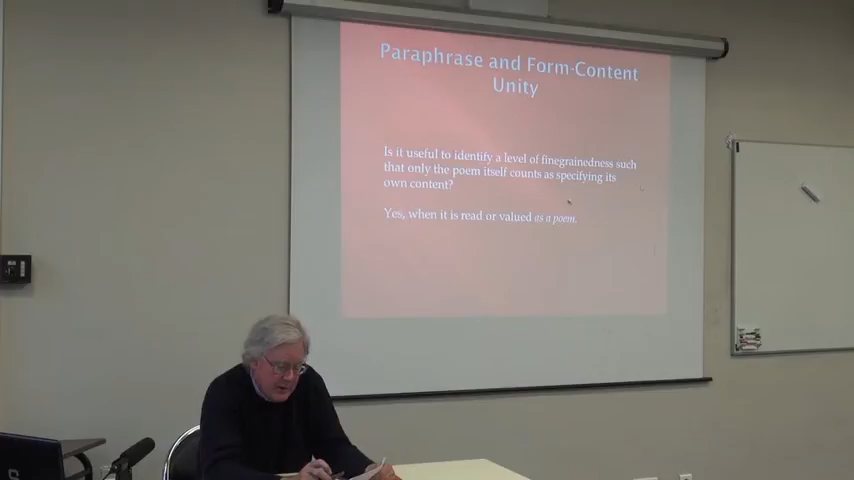 Paraphrase and Form-Content
Unity
Is it useful to identify a level of finegrainedness such
that only the poem itself counts as specifying its
own content?
Yes, when it is read or valued as a poem.